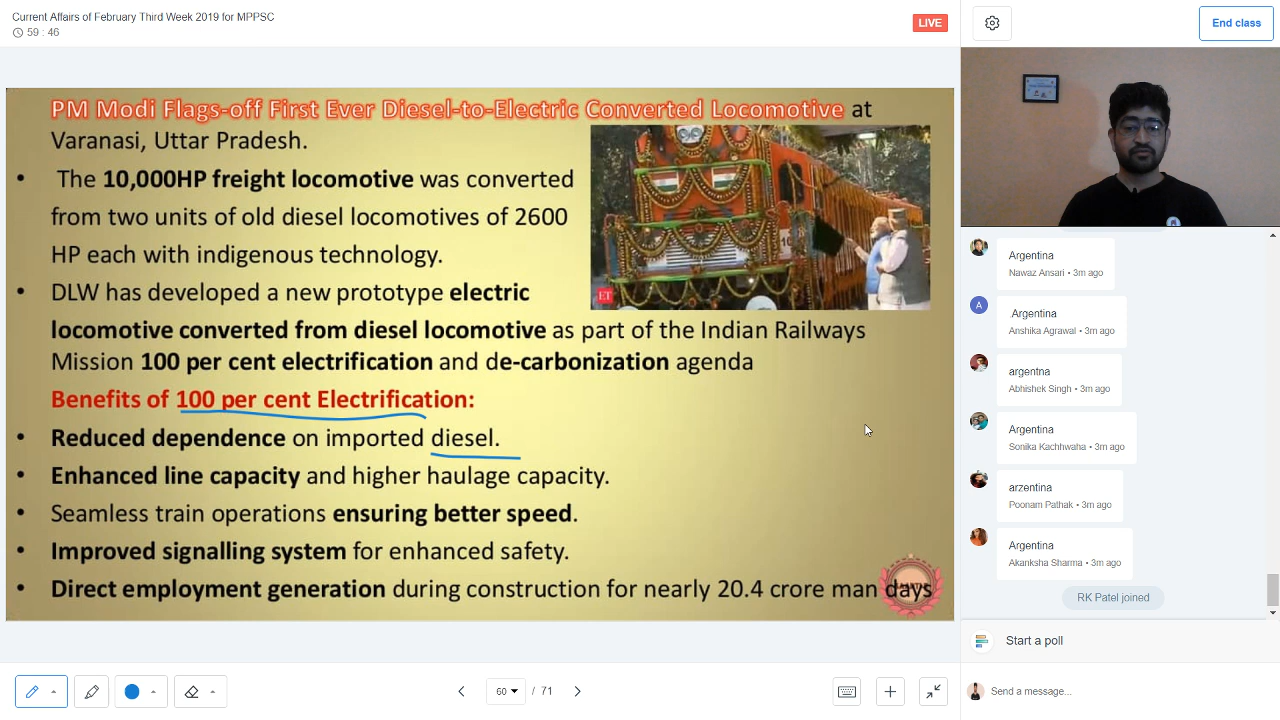 Current Affairs of February Third Week 2019 for MPPSC
59 : 46
LIVE
End class
PM Modi Flags-off First Ever Diesel-to-Electric Converted Locomotive at
Varanasi, Uttar Pradesh.
• The 10,000HP freight locomotive was converted
from two units of old diesel locomotives of 2600
HP each with indigenous technology.
• DLW has developed a new prototype electric
locomotive converted from diesel locomotive as part of the Indian Railways
Mission 100 per cent electrification and de-carbonization agenda
Benefits of 100 per cent Electrification:
• Reduced dependence on imported diesel.
• Enhanced line capacity and higher haulage capacity.
• Seamless train operations ensuring better speed.
• Improved signalling system for enhanced safety.
• Direct employment generation during construction for nearly 20.4 crore man days
ET
Argentina
Nawaz Ansari • 3m ago
A
Argentina
Anshika Agrawal • 3m ago
argentna
Abhishek Singh • 3m ago
Argentina
Sonika Kachhwaha • 3m ago
arzentina
Poonam Pathak • 3m ago
Argentina
Akanksha Sharma • 3m ago
RK Patel joined
Start a poll
Send a message...
60 / 71